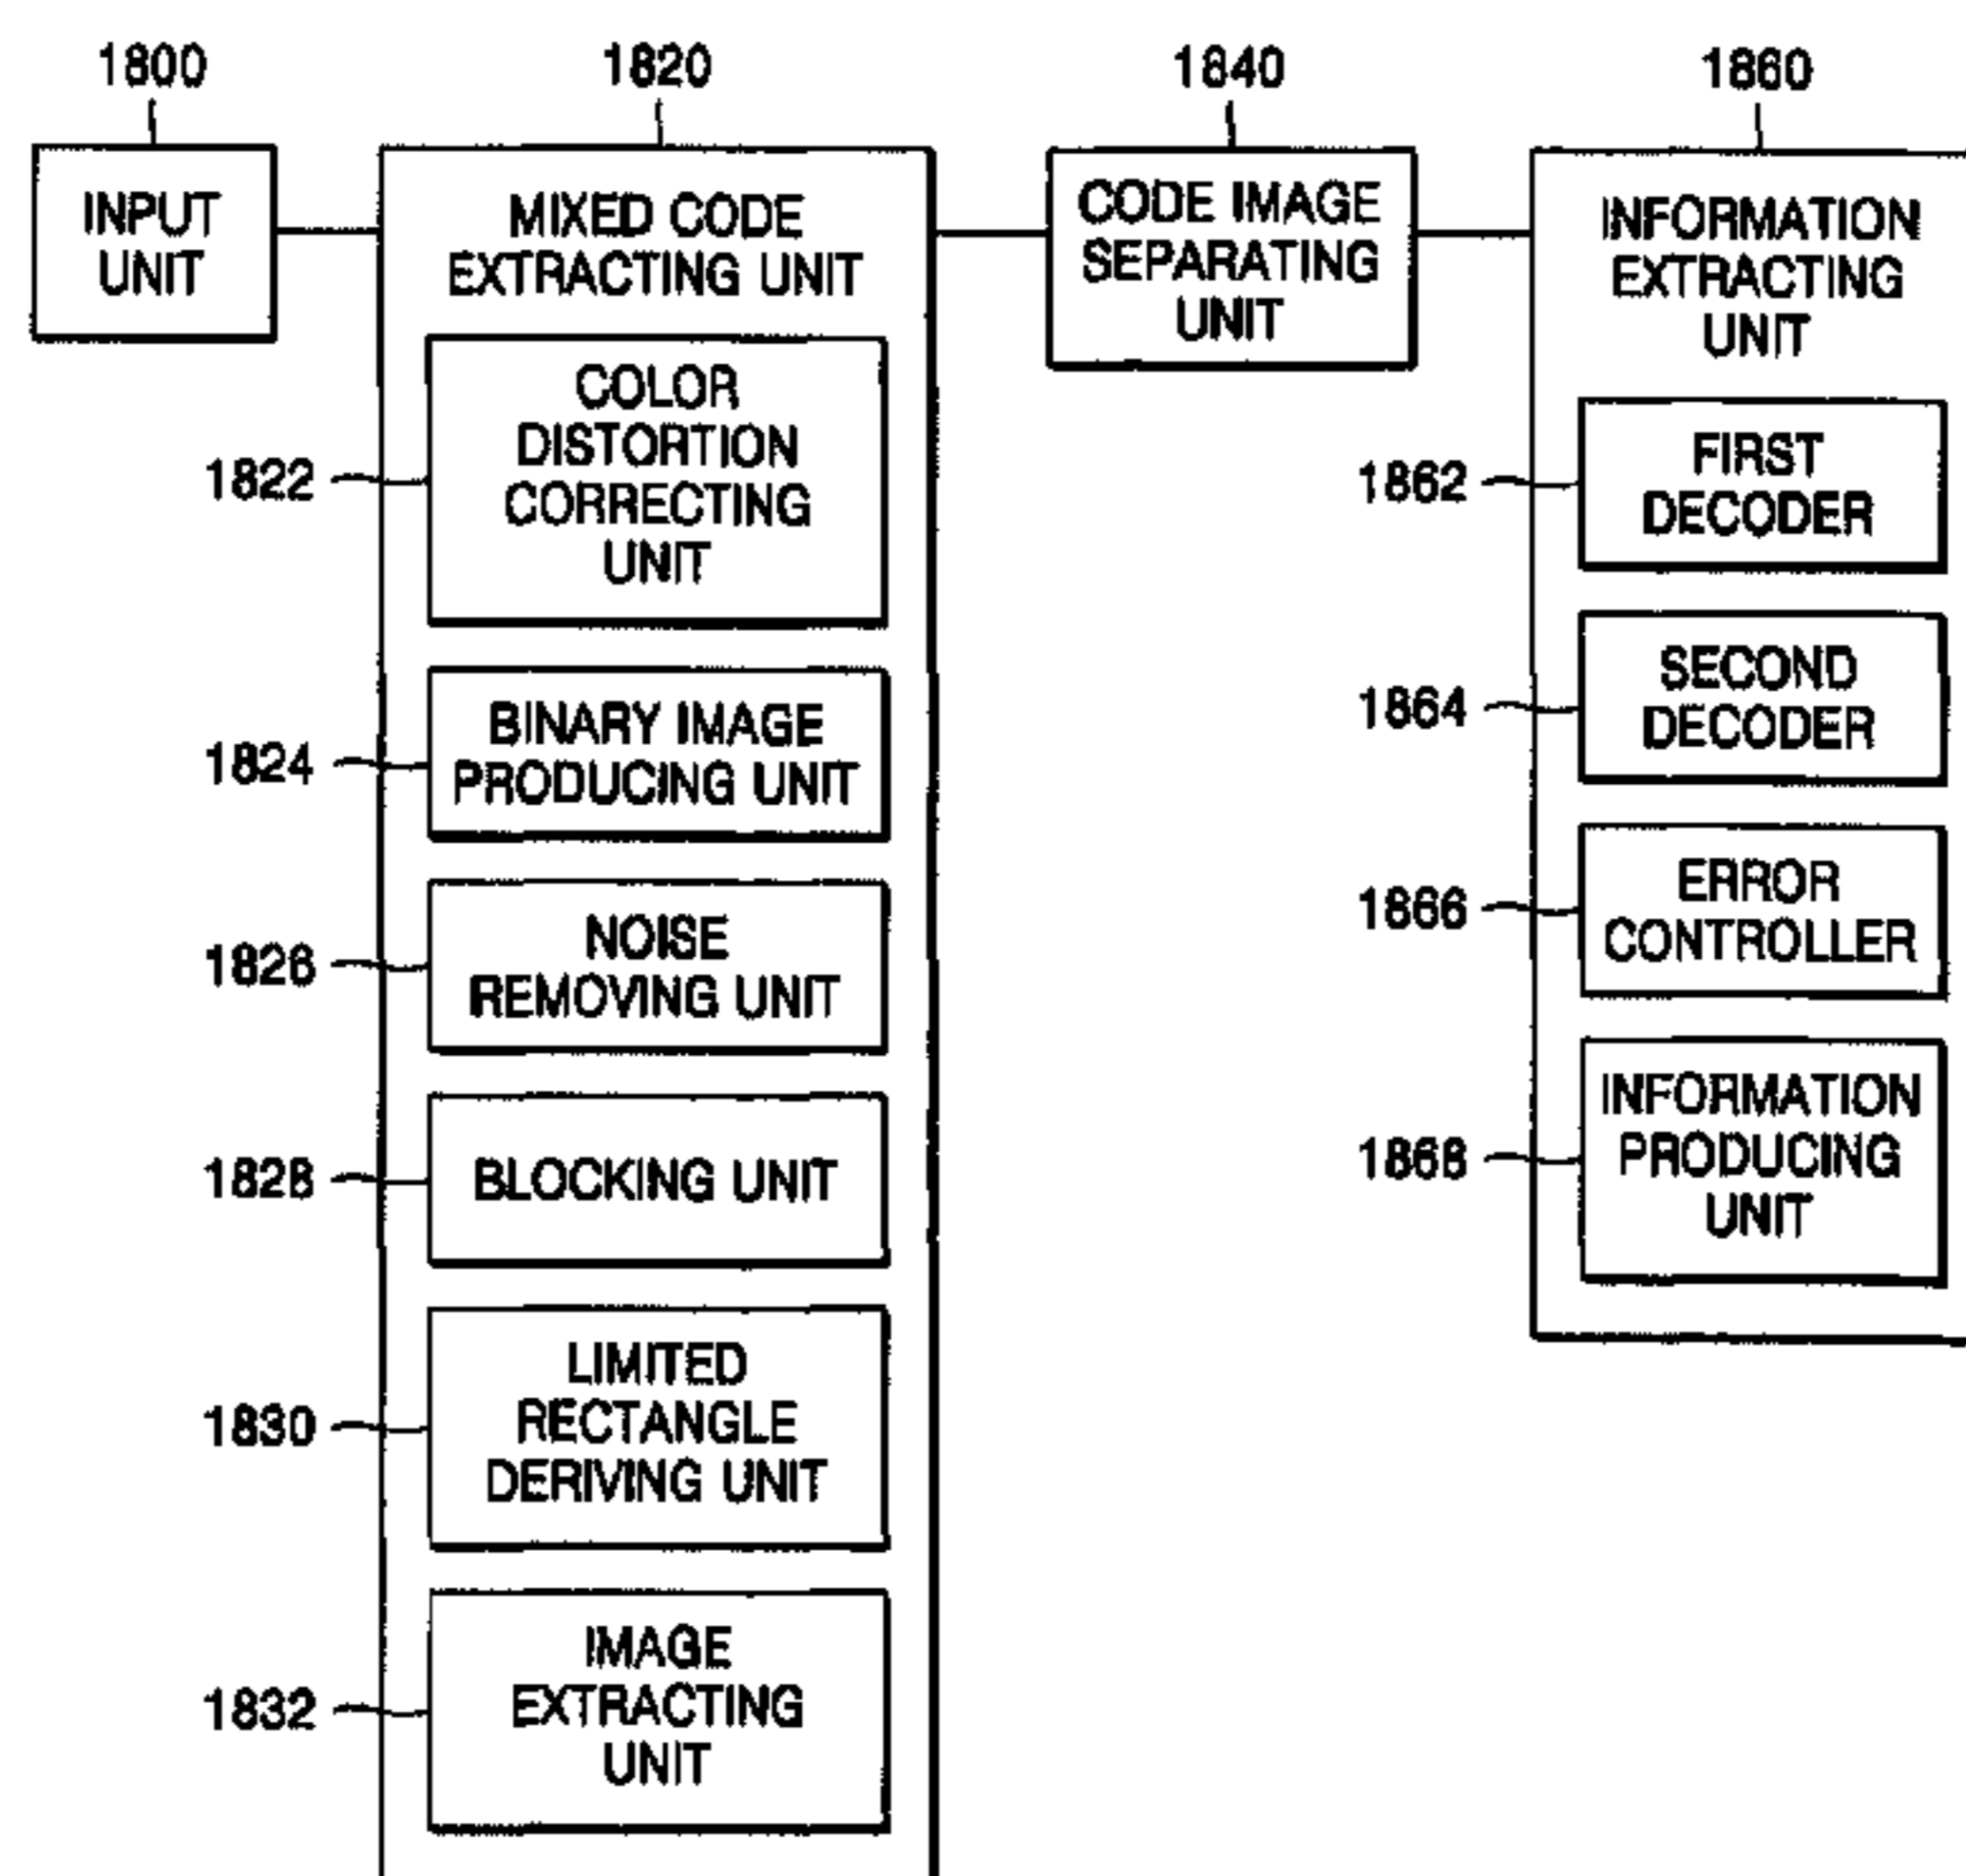 1800
1820
1840
1860
INPUT
UNIT
MIXED CODE
EXTRACTING UNIT
CODE IMAGE
SEPARATING
UNIT
INFORMATION
EXTRACTING
UNIT
1822
COLOR
DISTORTION
CORRECTING
UNIT
1824
BINARY IMAGE
PRODUCING UNIT
1826
NOISE
REMOVING UNIT
1828
BLOCKING UNIT
1830
LIMITED
RECTANGLE
DERIVING UNIT
1832
IMAGE
EXTRACTING
UNIT
1862
FIRST
DECODER
1864
SECOND
DECODER
1866
ERROR
CONTROLLER
1868
INFORMATION
PRODUCING
UNIT